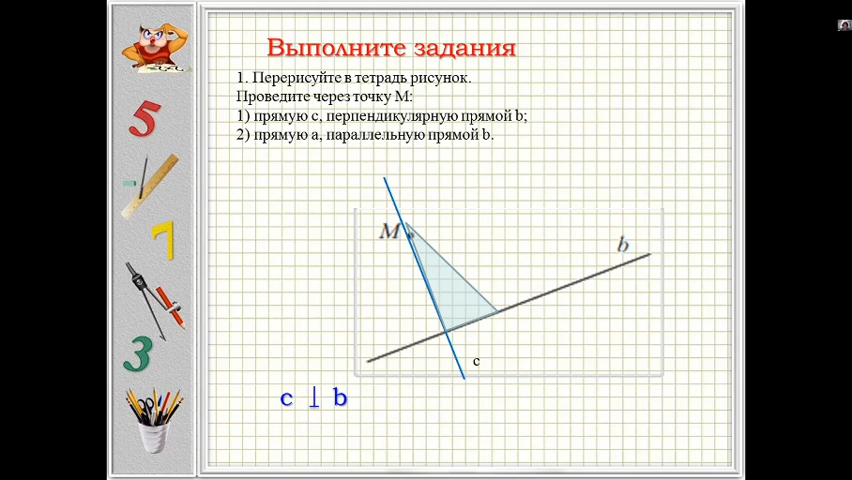 Выполните задания
1. Перерисуйте в тетрадь рисунок.
Проведите через точку М:
1) прямую с, перпендикулярную прямой b;
2) прямую а, параллельную прямой b.
M
b
c
c ⊥ b
5
7
3